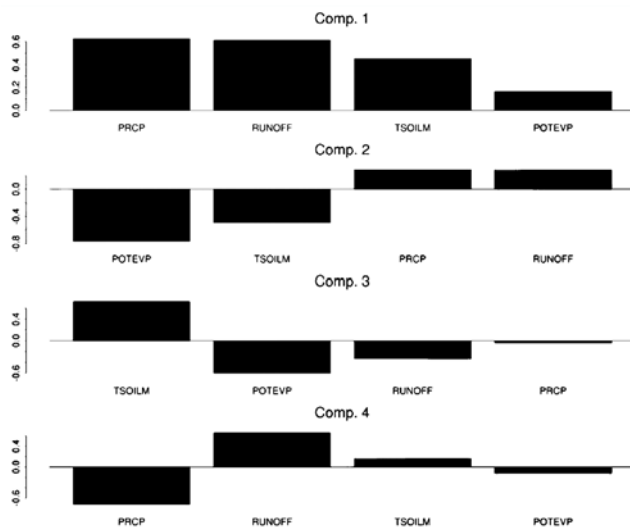 Comp. 1
0.6
0.4
0.2
0.0
PRCP RUNOFF TSOILM POTEVP
Comp. 2
0.0
-0.4
-0.8
POTEVP TSOILM PRCP RUNOFF
Comp. 3
0.4
0.0
-0.6
TSOILM POTEVP RUNOFF PRCP
Comp. 4
0.4
0.0
-0.6
PRCP RUNOFF TSOILM POTEVP